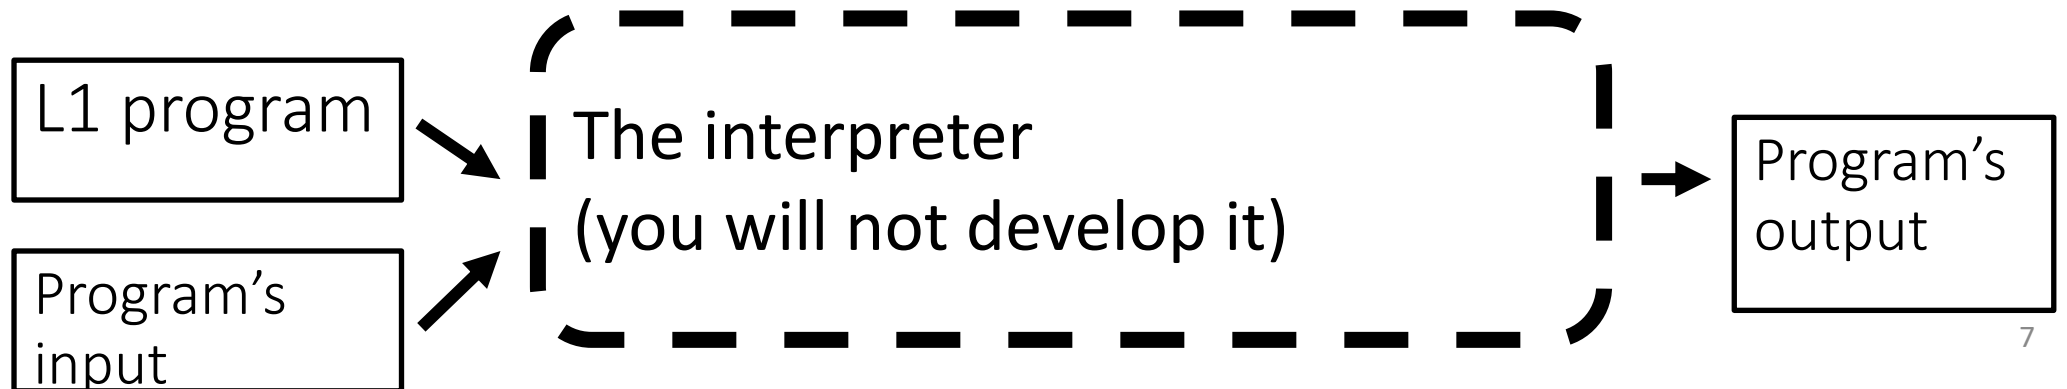 L1 program
Program’s
input
The interpreter
(you will not develop it)
Program’s
output
7